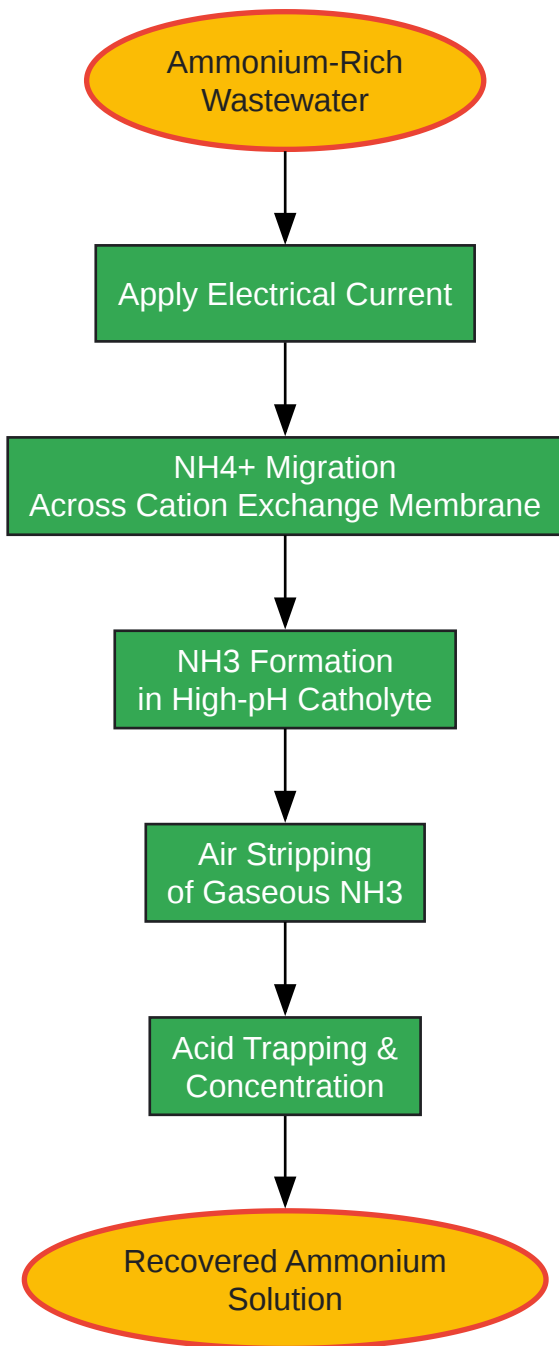 Ammonium-Rich
Wastewater
Apply Electrical Current
NH4+ Migration
Across Cation Exchange Membrane
NH3 Formation
in High-pH Catholyte
Air Stripping
of Gaseous NH3
Acid Trapping &
Concentration
Recovered Ammonium
Solution